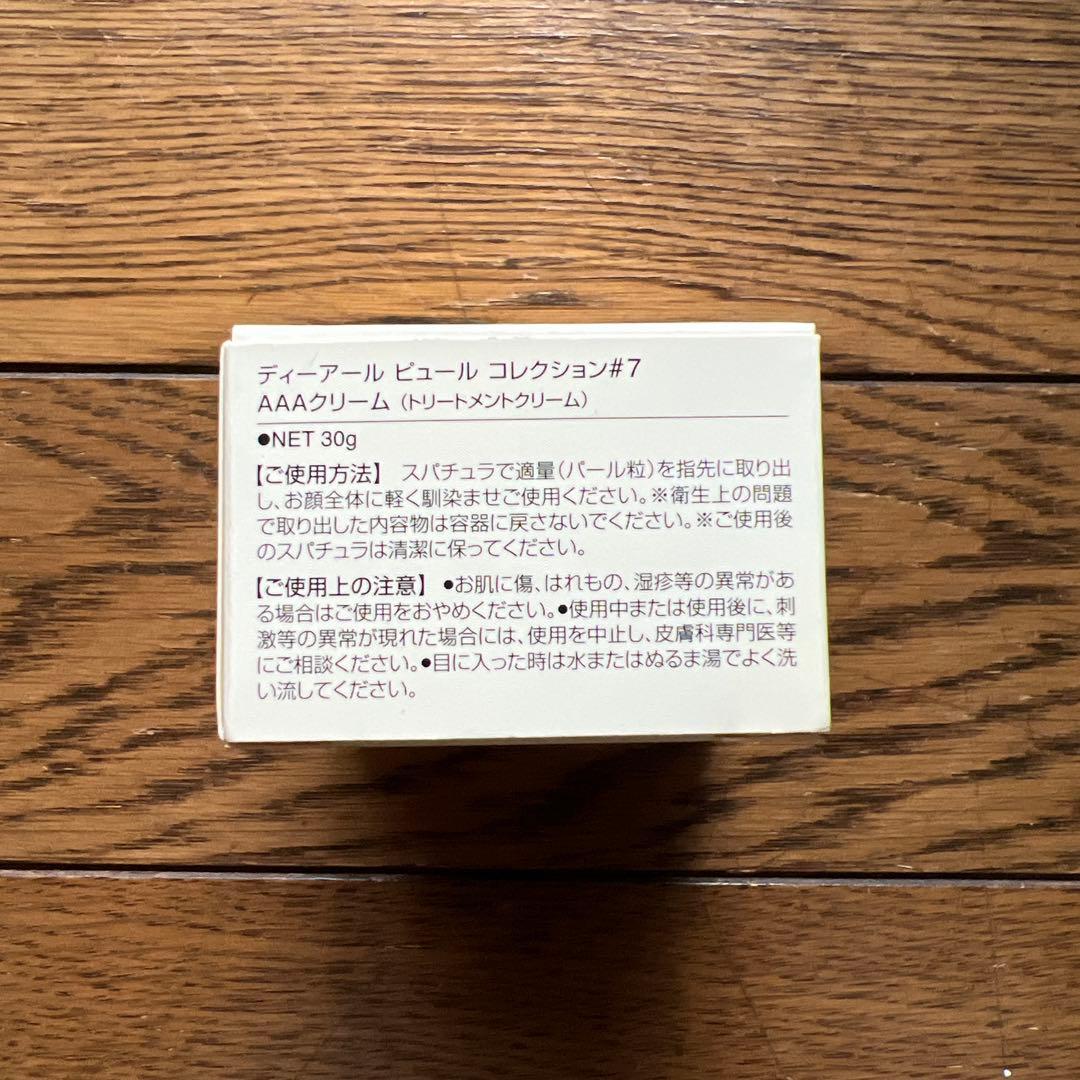 ディーアール ピュール コレクション#7
AAAクリーム（トリートメントクリーム）
●NET 30g
【ご使用方法】 スパチュラで適量（パール粒）を指先に取り出
し、お顔全体に軽く馴染ませご使用ください。※衛生上の問題
で取り出した内容物は容器に戻さないでください。※ご使用後
のスパチュラは清潔に保ってください。
【ご使用上の注意】 ●お肌に傷、はれもの、湿疹等の異常があ
る場合はご使用をおやめください。●使用中または使用後に、刺
激等の異常が現れた場合には、使用を中止し、皮膚科専門医等
にご相談ください。●目に入った時は水またはぬるま湯でよく洗
い流してください。